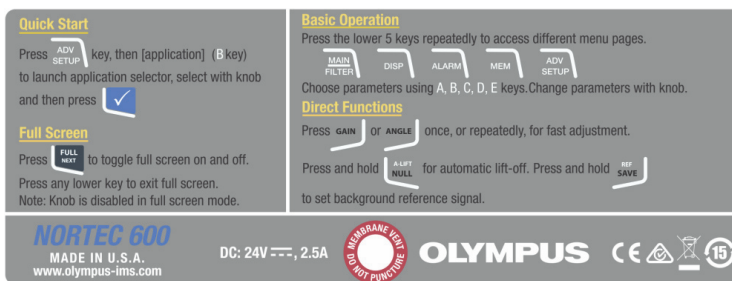 Quick Start
Press ADV SETUP key, then [application] (B key)
to launch application selector, select with knob
and then press
Full Screen
Press FULL NEXT to toggle full screen on and off.
Press any lower key to exit full screen.
Note: Knob is disabled in full screen mode.
Basic Operation
Press the lower 5 keys repeatedly to access different menu pages.
MAIN FILTER DISP ALARM MEM ADV SETUP
Choose parameters using A, B, C, D, E keys.Change parameters with knob.
Direct Functions
Press GAIN or ANGLE once, or repeatedly, for fast adjustment.
Press and hold A-LIFT NULL for automatic lift-off. Press and hold REF SAVE
to set background reference signal.
NORTEC 600
MADE IN U.S.A.
www.olympus-ims.com
DC: 24V, 2.5A
MEMBRANE VENT
DO NOT PUNCTURE
OLYMPUS
CE
15